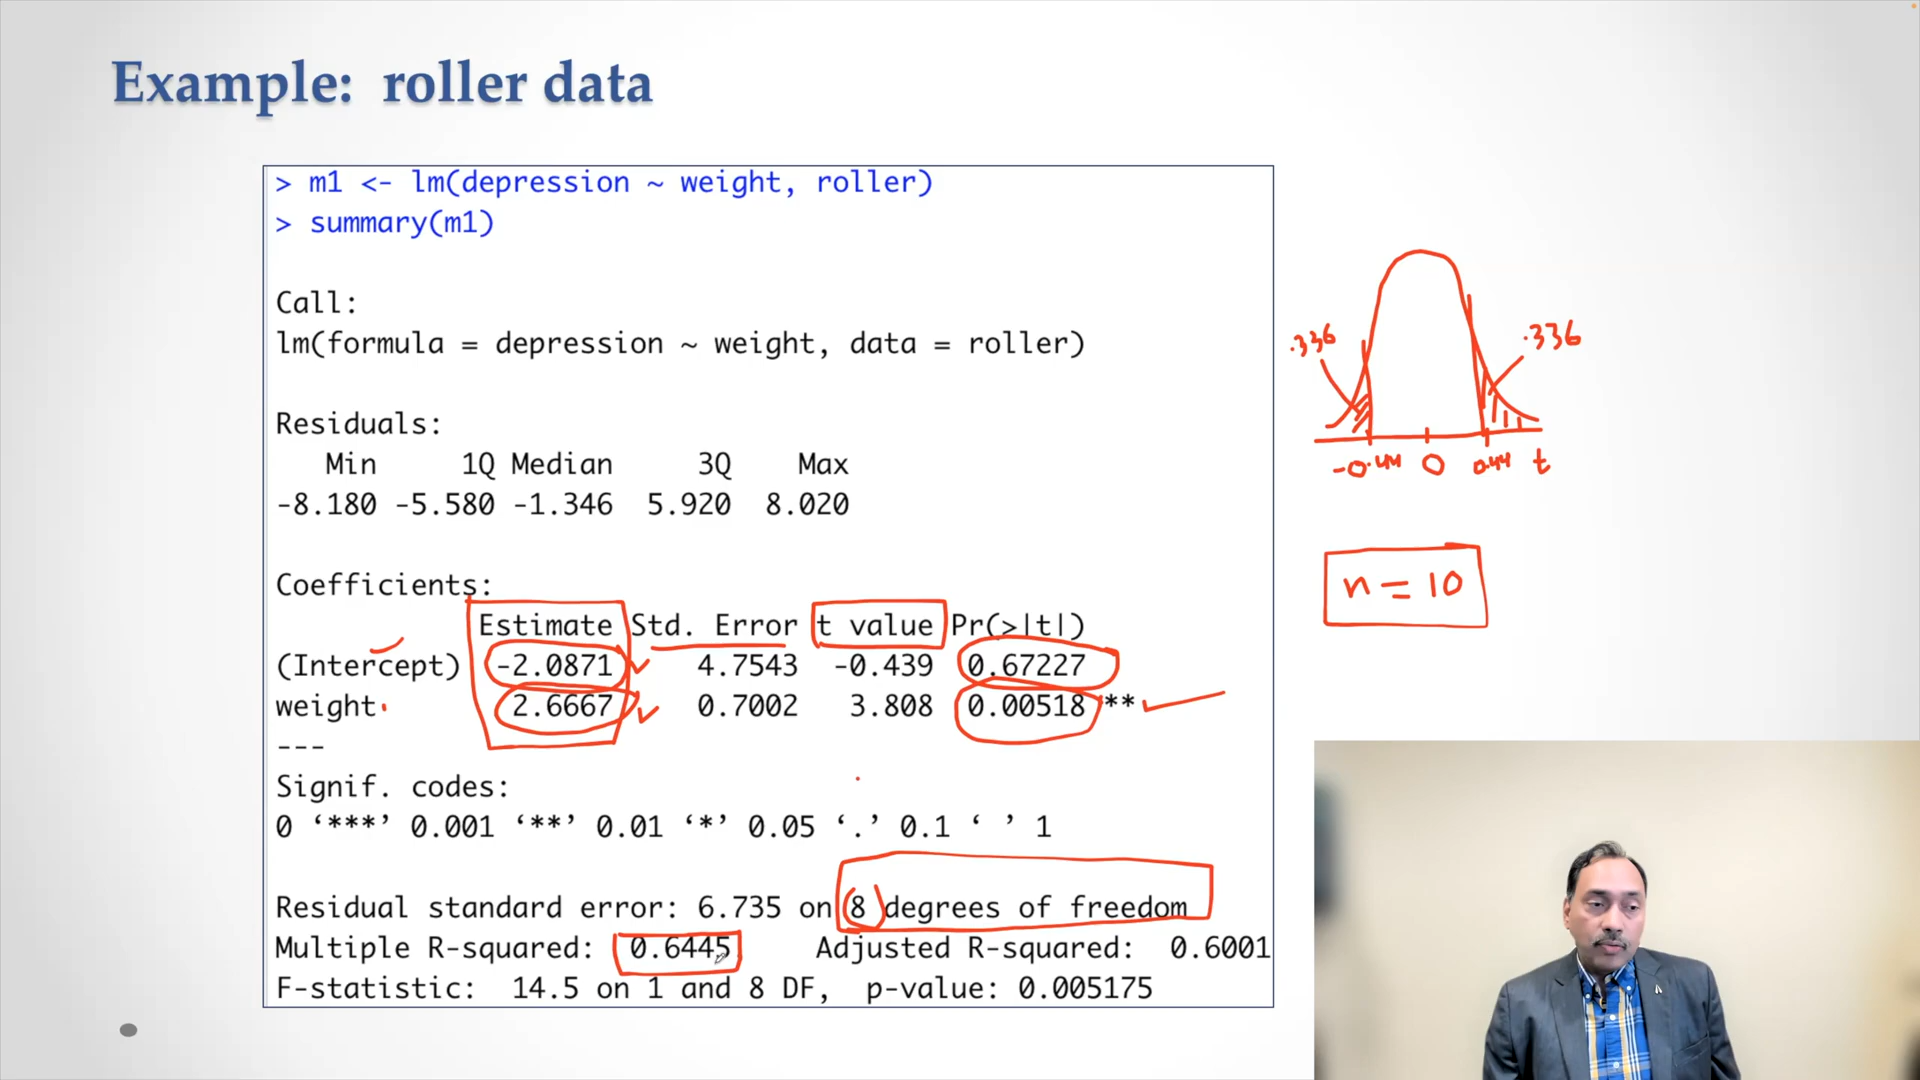 Example: roller data
> m1 <- lm(depression ~ weight, roller)
> summary(m1)
Call:
lm(formula = depression ~ weight, data = roller)
Residuals:
Min 1Q Median 3Q Max
-8.180 -5.580 -1.346 5.920 8.020
Coefficients:
Estimate Std. Error t value Pr(>|t|)
(Intercept) -2.0871 4.7543 -0.439 0.67227
weight 2.6667 0.7002 3.808 0.00518 **
---
Signif. codes:
0 ‘***’ 0.001 ‘**’ 0.01 ‘*’ 0.05 ‘.’ 0.1 ‘ ’ 1
Residual standard error: 6.735 on 8 degrees of freedom
Multiple R-squared: 0.6445 Adjusted R-squared: 0.6001
F-statistic: 14.5 on 1 and 8 DF, p-value: 0.005175
.336 .336
-0.44 0 0.44 t
n = 10